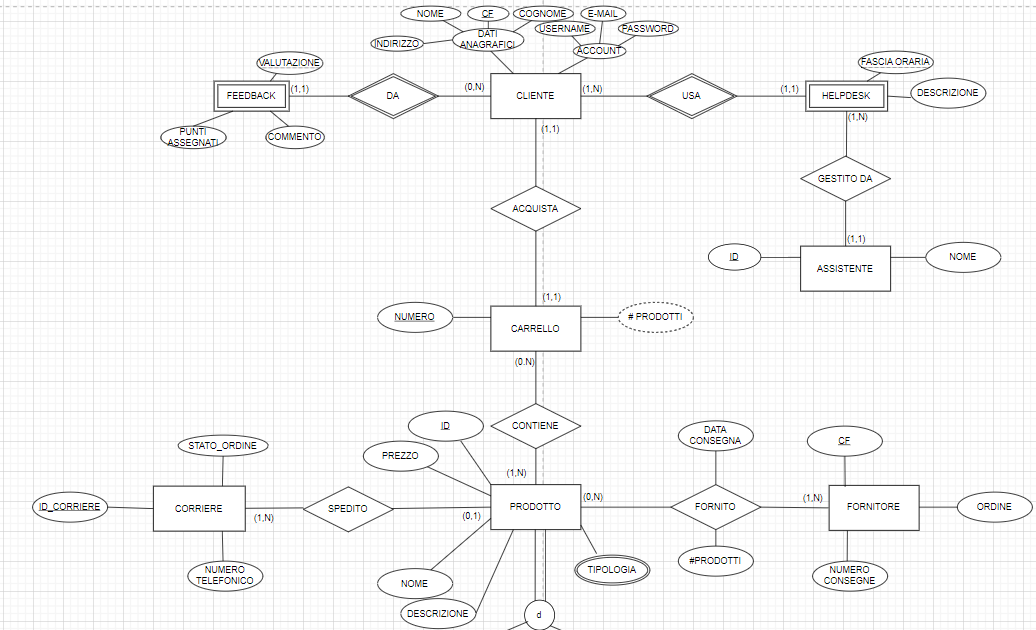 NOME
CF
COGNOME
E-MAIL
INDIRIZZO
DATI
ANAGRAFICI
USERNAME
PASSWORD
ACCOUNT
VALUTAZIONE
FASCIA ORARIA
FEEDBACK
(1,1)
DA
(0,N)
CLIENTE
(1,N)
USA
(1,1)
HELPDESK
DESCRIZIONE
PUNTI
ASSEGNATI
COMMENTO
(1,1)
(1,N)
ACQUISTA
GESTITO DA
(1,1)
ID
ASSISTENTE
NOME
(1,1)
NUMERO
CARRELLO
# PRODOTTI
(0.N)
ID
CONTIENE
DATA
CONSEGNA
CF
STATO_ORDINE
PREZZO
(1,N)
ID_CORRIERE
CORRIERE
(1,N)
SPEDITO
(0,1)
PRODOTTO
(0,N)
FORNITO
(1,N)
FORNITORE
ORDINE
NUMERO
TELEFONICO
NOME
DESCRIZIONE
TIPOLOGIA
#PRODOTTI
NUMERO
CONSEGNE
d